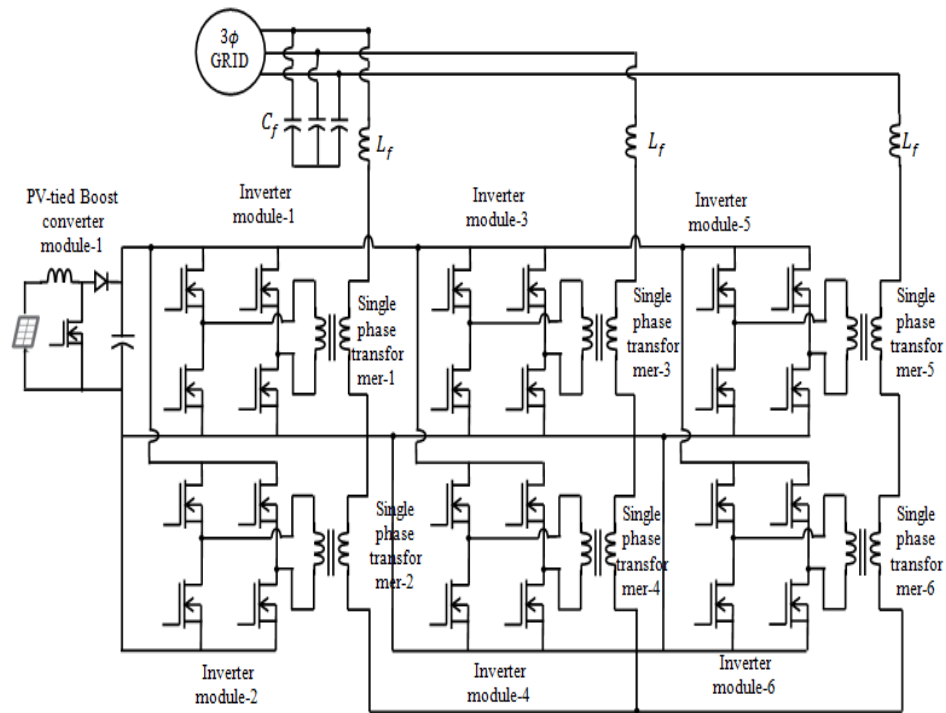 3ϕ
GRID
C_f
L_f
L_f
L_f
PV-tied Boost
converter
module-1
Inverter
module-1
Inverter
module-3
Inverter
module-5
Single
phase
transfor
mer-1
Single
phase
transfor
mer-3
Single
phase
transfor
mer-5
Single
phase
transfor
mer-2
Single
phase
transfor
mer-4
Single
phase
transfor
mer-6
Inverter
module-2
Inverter
module-4
Inverter
module-6